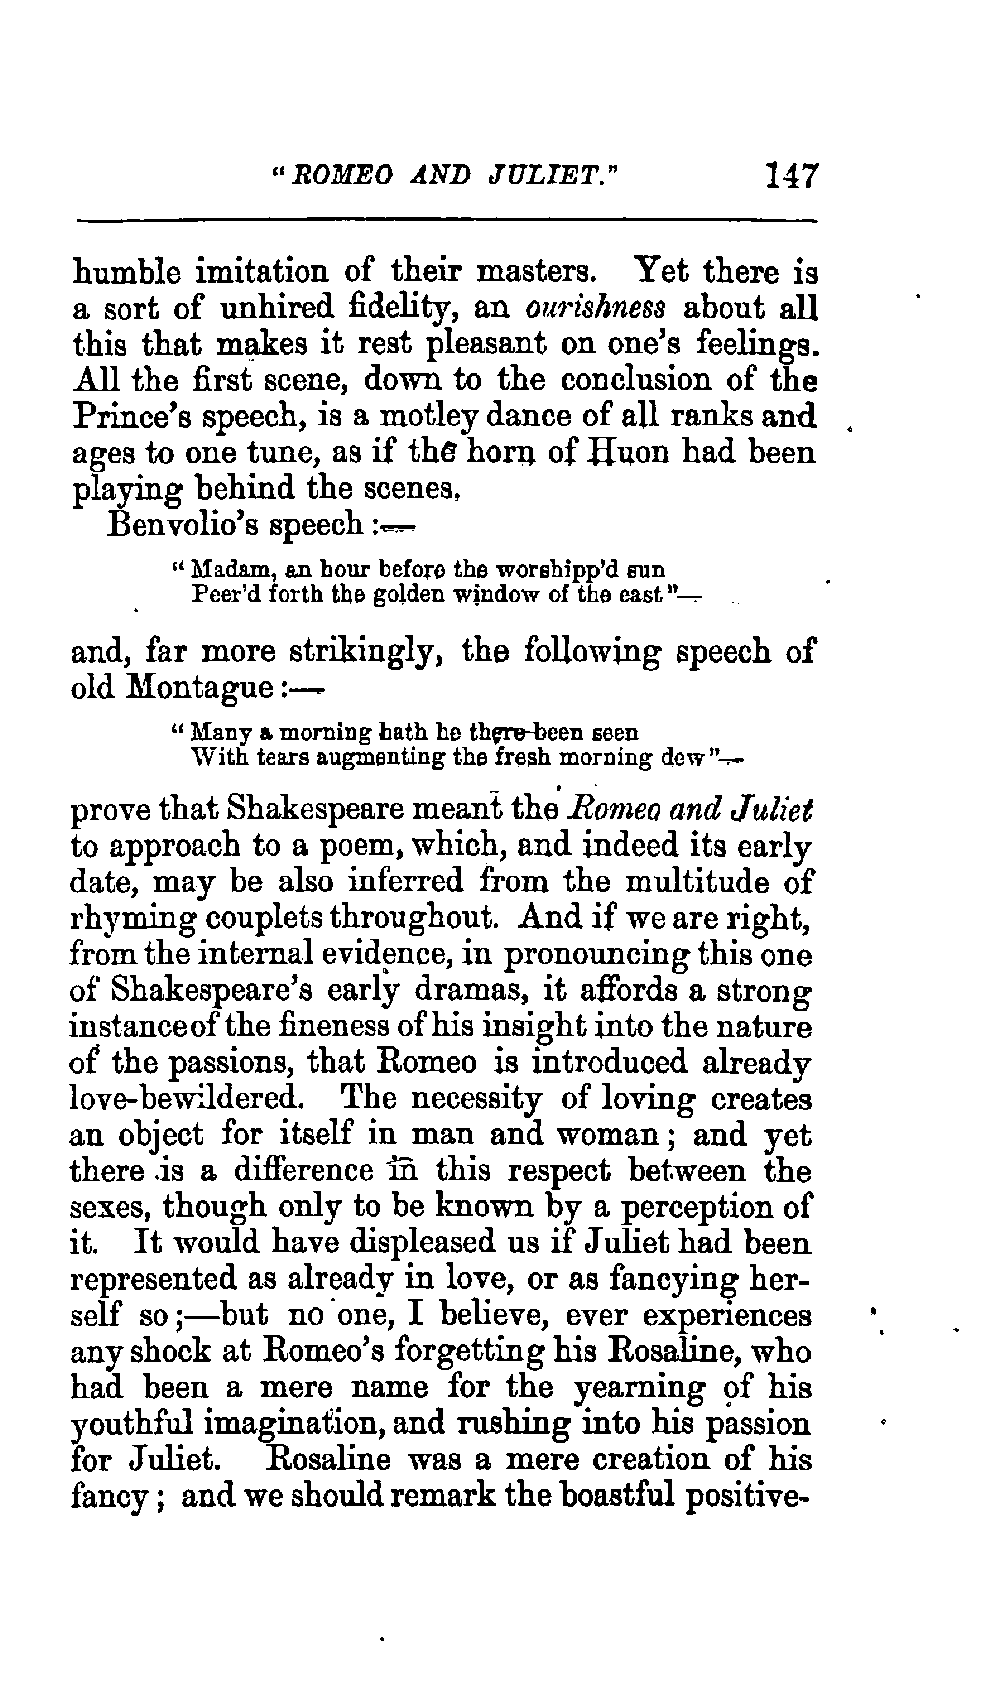 "ROMEO AND JULIET." 147
humble imitation of their masters. Yet there is
a sort of unhired fidelity, an ourishness about all
this that makes it rest pleasant on one's feelings.
All the first scene, down to the conclusion of the
Prince's speech, is a motley dance of all ranks and
ages to one tune, as if the horn of Huon had been
playing behind the scenes.
Benvolio's speech:—
"Madam, an hour before the worshipp'd sun
Peer'd forth the golden window of the east"—
and, far more strikingly, the following speech of
old Montague:—
"Many a morning hath he there been seen
With tears augmenting the fresh morning dew"—
prove that Shakespeare meant the Romeo and Juliet
to approach to a poem, which, and indeed its early
date, may be also inferred from the multitude of
rhyming couplets throughout. And if we are right,
from the internal evidence, in pronouncing this one
of Shakespeare's early dramas, it affords a strong
instance of the fineness of his insight into the nature
of the passions, that Romeo is introduced already
love-bewildered. The necessity of loving creates
an object for itself in man and woman; and yet
there is a difference in this respect between the
sexes, though only to be known by a perception of
it. It would have displeased us if Juliet had been
represented as already in love, or as fancying her-
self so;—but no one, I believe, ever experiences
any shock at Romeo's forgetting his Rosaline, who
had been a mere name for the yearning of his
youthful imagination, and rushing into his passion
for Juliet. Rosaline was a mere creation of his
fancy; and we should remark the boastful positive-